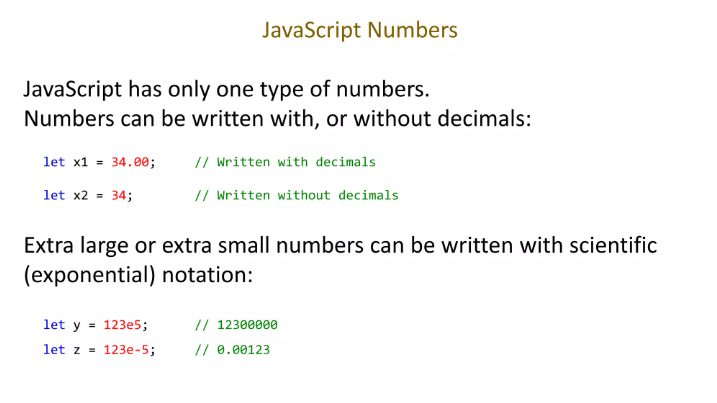 JavaScript Numbers
JavaScript has only one type of numbers.
Numbers can be written with, or without decimals:
let x1 = 34.00; // Written with decimals
let x2 = 34; // Written without decimals
Extra large or extra small numbers can be written with scientific
(exponential) notation:
let y = 123e5; // 12300000
let z = 123e-5; // 0.00123